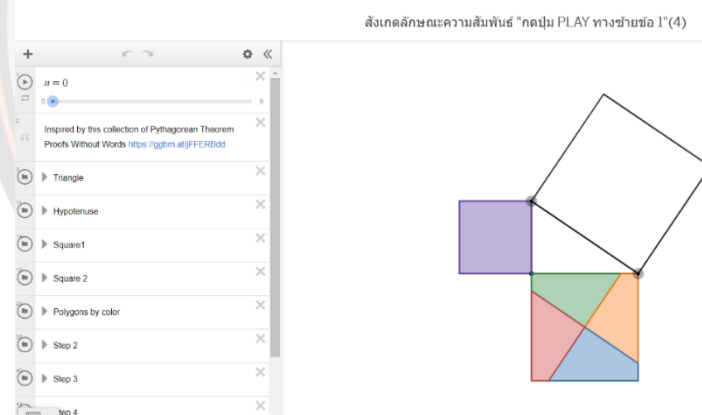 สังเกตลักษณะความสัมพันธ์ "กดปุ่ม PLAY ทางซ้ายข้อ 1"(4)
n = 0
0 9
2
Inspired by this collection of Pythagorean Theorem
Proofs Without Words https://ggbm.at/jFFERBdd
Triangle
Hypotenuse
Square1
Square 2
Polygons by color
Step 2
Step 3